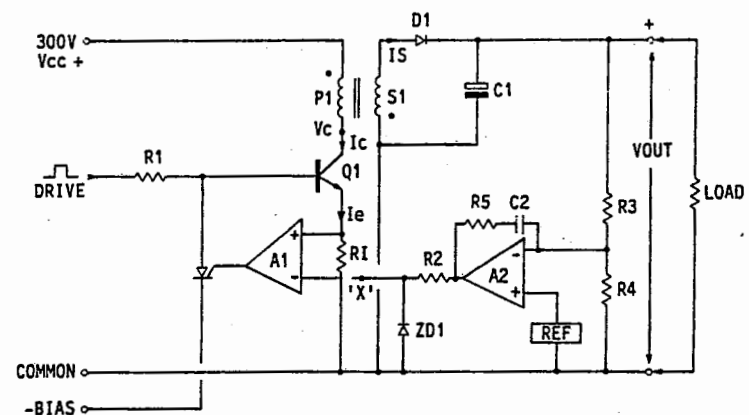 D1
300V
Vcc +
IS
+
P1
S1
C1
Vc
Ic
VOUT
R1
Q1
DRIVE
Ie
R5
C2
R3
LOAD
+
A1
RI
-
R2
-
A2
+
R4
'X'
ZD1
REF
COMMON
-
-BIAS